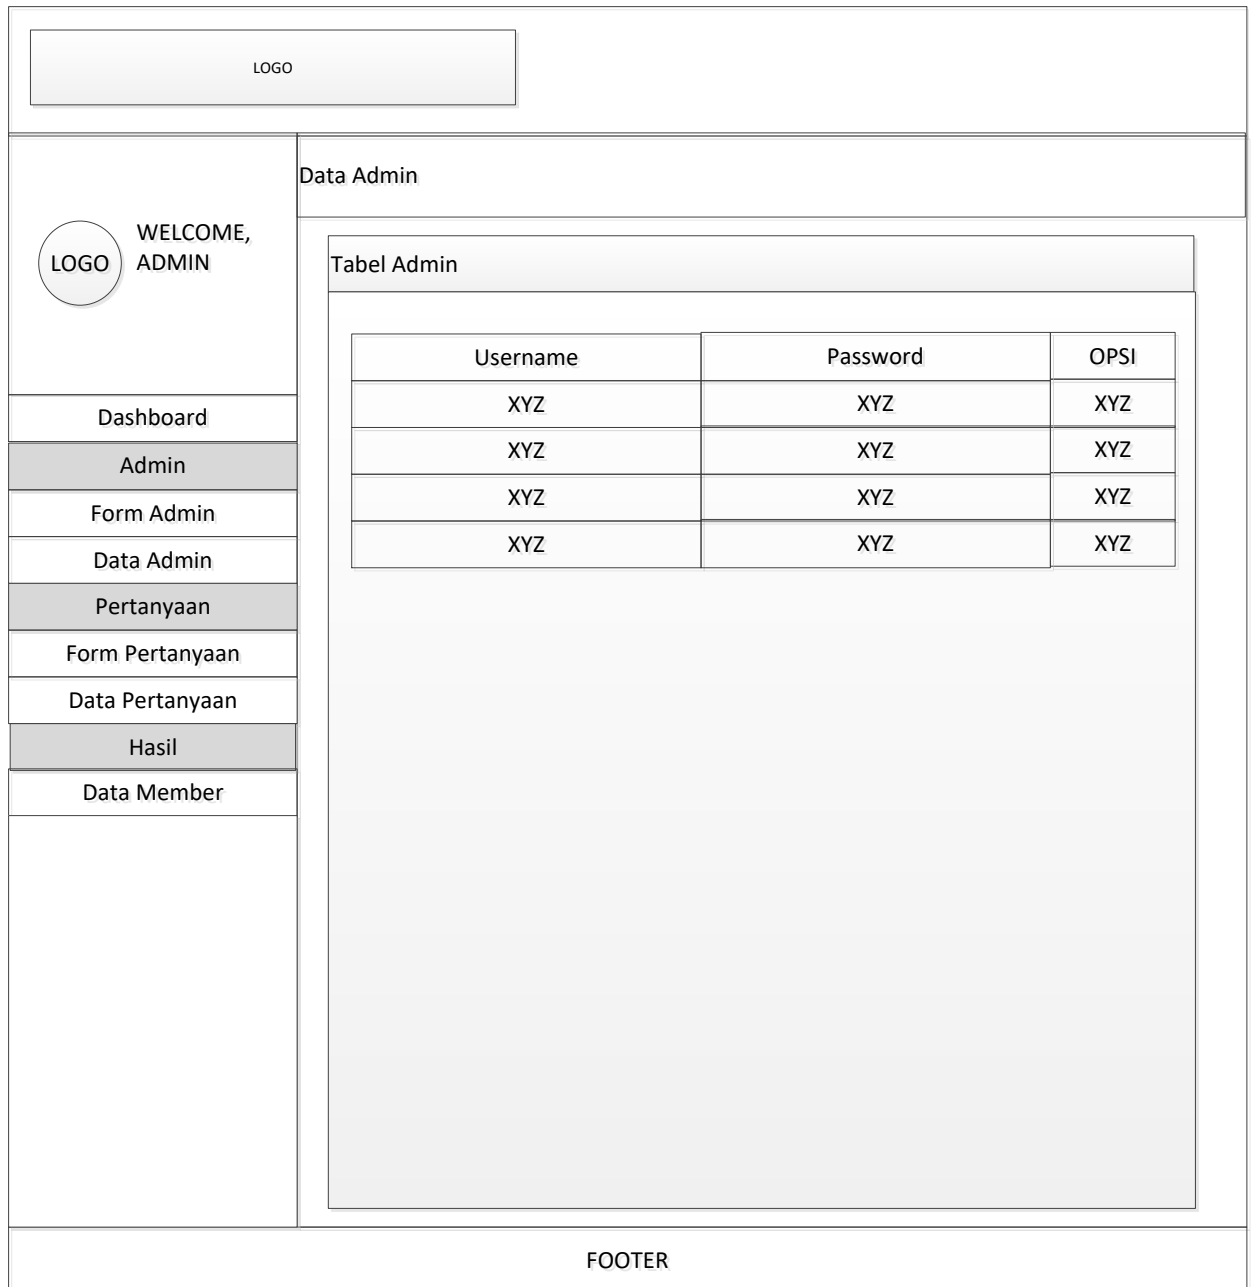 LOGO
Data Admin
WELCOME,
ADMIN
LOGO
Tabel Admin
Username Password OPSI
XYZ XYZ XYZ
XYZ XYZ XYZ
XYZ XYZ XYZ
XYZ XYZ XYZ
Dashboard
Admin
Form Admin
Data Admin
Pertanyaan
Form Pertanyaan
Data Pertanyaan
Hasil
Data Member
FOOTER